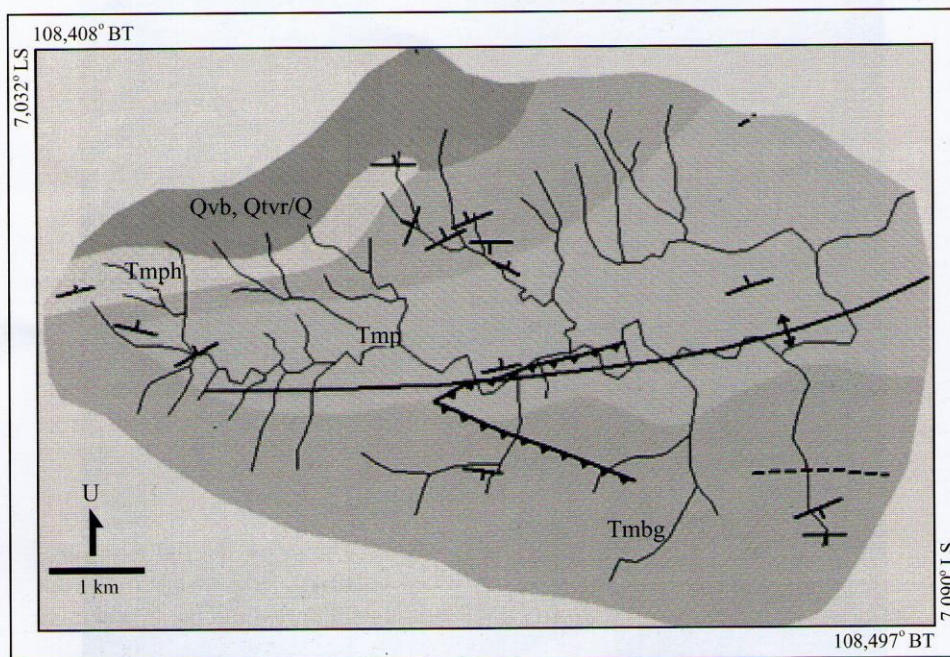 108,408° BT
7,032° LS
Qvb, Qtvr/Q
Tmph
Tmp
U
Tmbg
1 km
7,090° LS
108,497° BT